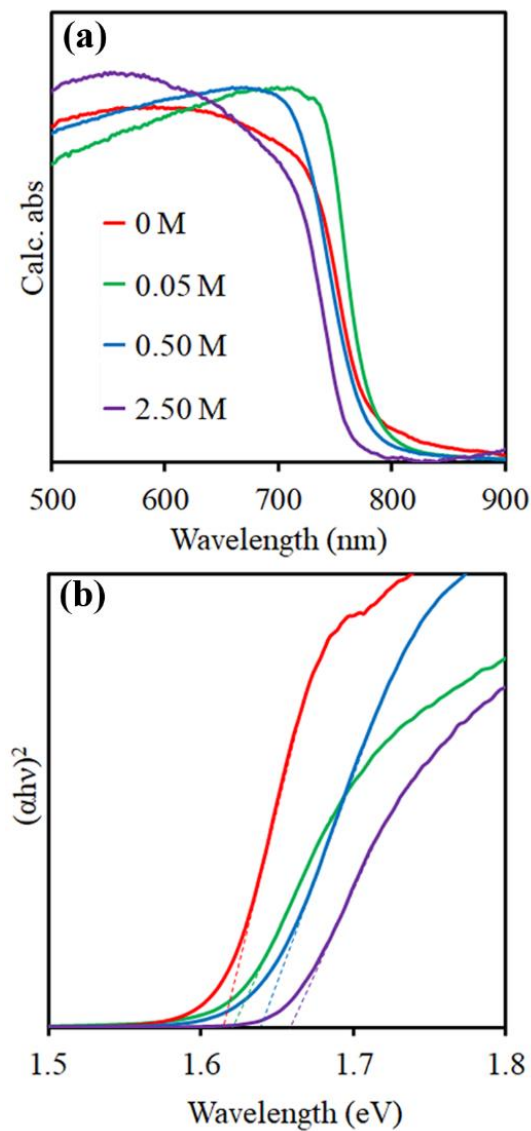 (a)
Calc. abs
0 M
0.05 M
0.50 M
2.50 M
500 600 700 800 900
Wavelength (nm)
(b)
(αhν)²
1.5 1.6 1.7 1.8
Wavelength (eV)